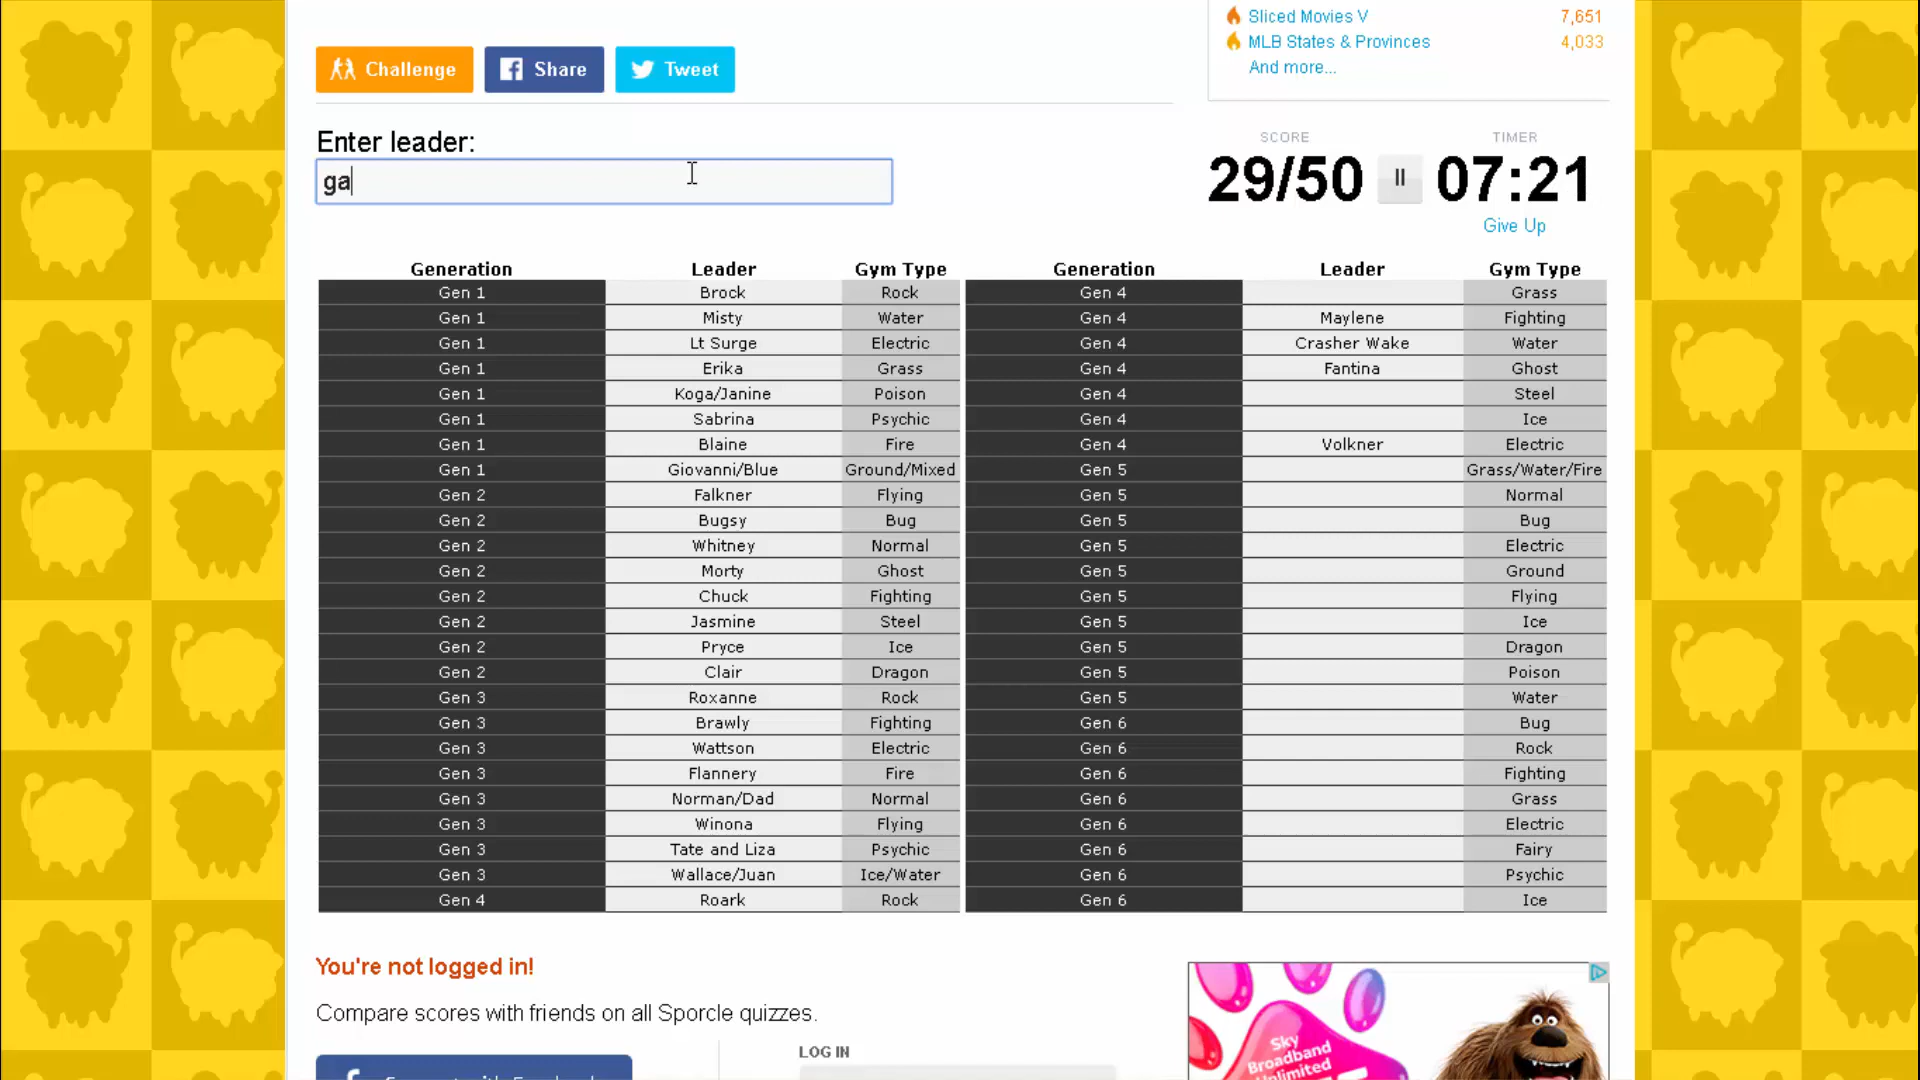 Sliced Movies V 7,651
MLB States & Provinces 4,033
And more...
Challenge Share Tweet
Enter leader:
ga
SCORE TIMER
29/50 07:21
Give Up
Generation Leader Gym Type Generation Leader Gym Type
Gen 1 Brock Rock Gen 4 Grass
Gen 1 Misty Water Gen 4 Maylene Fighting
Gen 1 Lt Surge Electric Gen 4 Crasher Wake Water
Gen 1 Erika Grass Gen 4 Fantina Ghost
Gen 1 Koga/Janine Poison Gen 4 Steel
Gen 1 Sabrina Psychic Gen 4 Ice
Gen 1 Blaine Fire Gen 4 Volkner Electric
Gen 1 Giovanni/Blue Ground/Mixed Gen 5 Grass/Water/Fire
Gen 2 Falkner Flying Gen 5 Normal
Gen 2 Bugsy Bug Gen 5 Bug
Gen 2 Whitney Normal Gen 5 Electric
Gen 2 Morty Ghost Gen 5 Ground
Gen 2 Chuck Fighting Gen 5 Flying
Gen 2 Jasmine Steel Gen 5 Ice
Gen 2 Pryce Ice Gen 5 Dragon
Gen 2 Clair Dragon Gen 5 Poison
Gen 3 Roxanne Rock Gen 5 Water
Gen 3 Brawly Fighting Gen 6 Bug
Gen 3 Wattson Electric Gen 6 Rock
Gen 3 Flannery Fire Gen 6 Fighting
Gen 3 Norman/Dad Normal Gen 6 Grass
Gen 3 Winona Flying Gen 6 Electric
Gen 3 Tate and Liza Psychic Gen 6 Fairy
Gen 3 Wallace/Juan Ice/Water Gen 6 Psychic
Gen 4 Roark Rock Gen 6 Ice
You're not logged in!
Compare scores with friends on all Sporcle quizzes.
LOG IN
Sky
Broadband
Unlimited